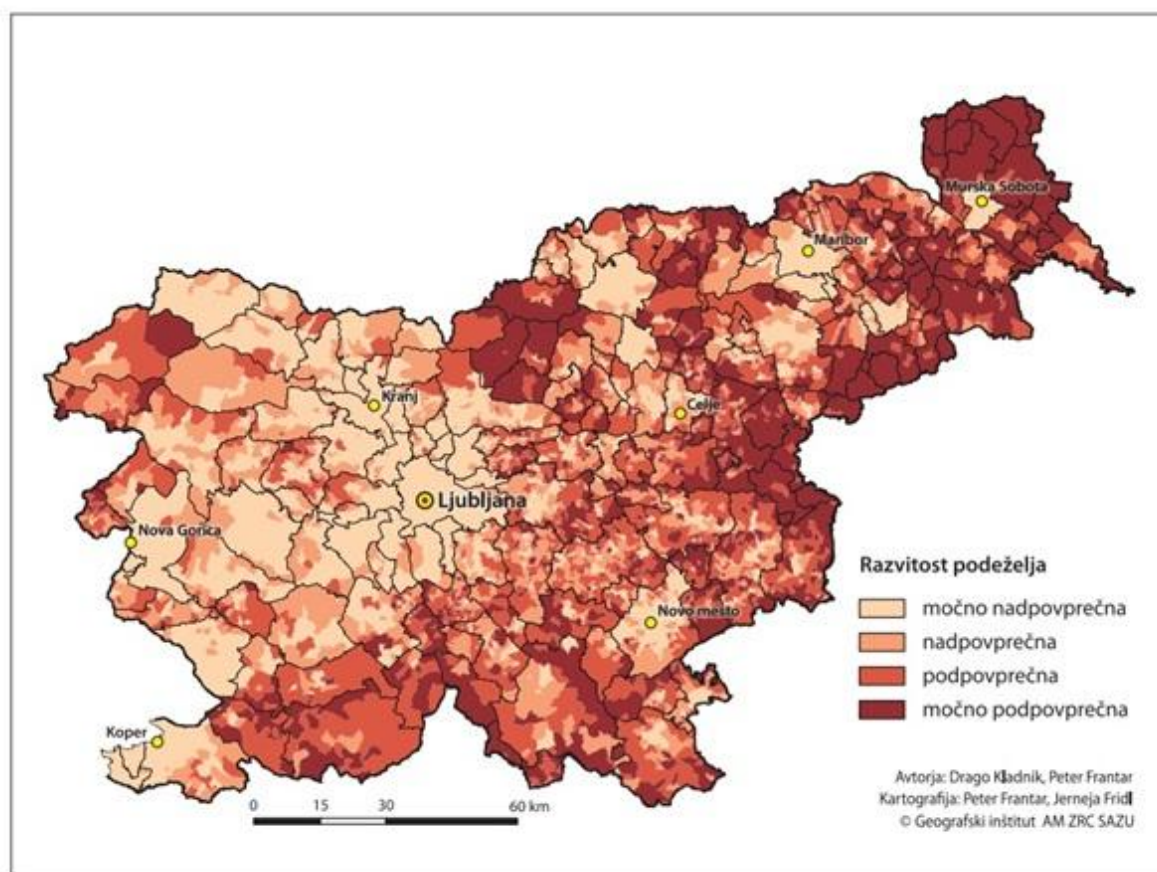 Murska Sobota
Maribor
Kranj
Celje
Ljubljana
Nova Gorica
Novo mesto
Koper
Razvitost podeželja
močno nadpovprečna
nadpovprečna
podpovprečna
močno podpovprečna
0 15 30 60 km
Avtorja: Drago Kladnik, Peter Frantar
Kartografija: Peter Frantar, Jerneja Fridl
© Geografski inštitut AM ZRC SAZU